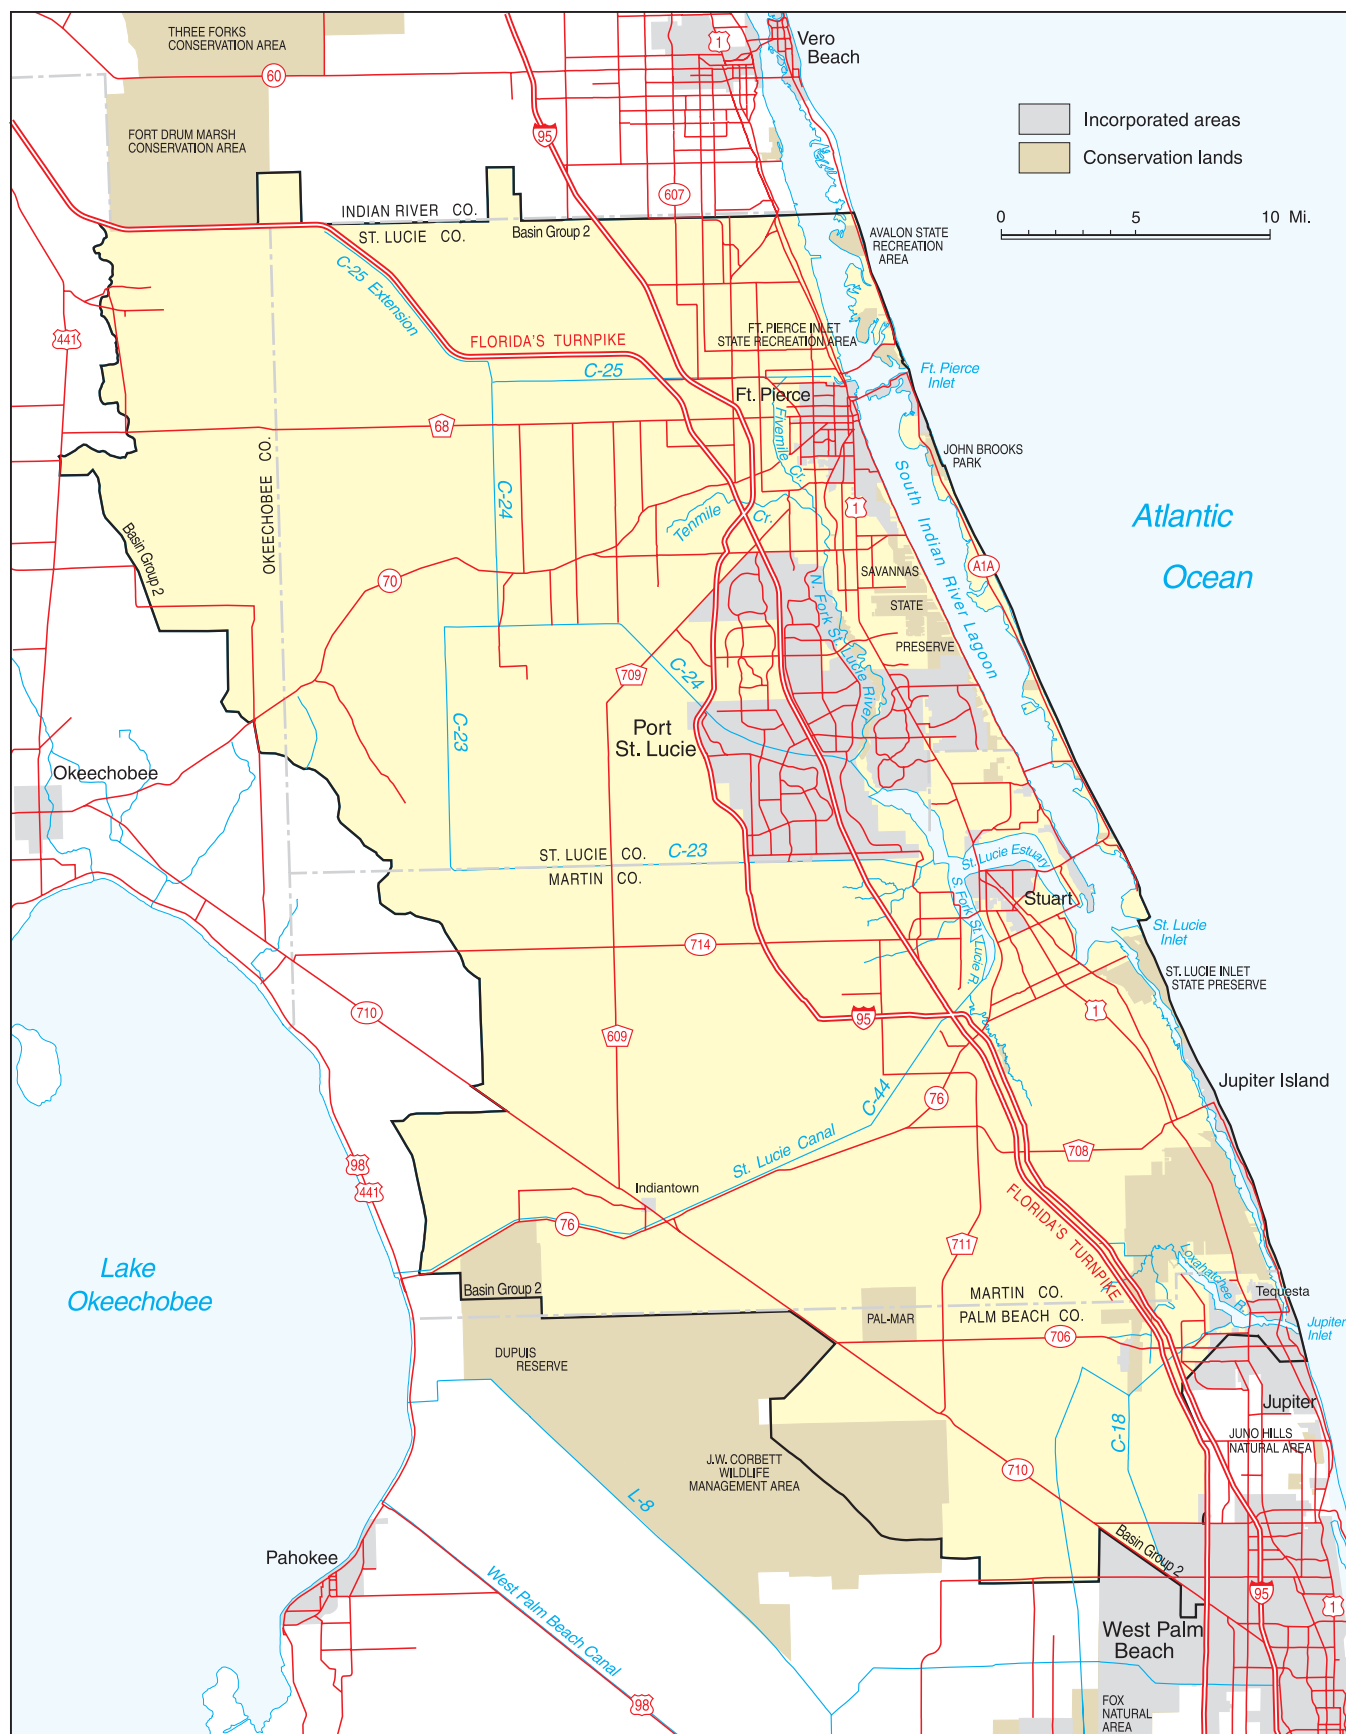 THREE FORKS
CONSERVATION AREA
60
1
Vero
Beach
95
FORT DRUM MARSH
CONSERVATION AREA
Incorporated areas
Conservation lands
607
INDIAN RIVER CO.
ST. LUCIE CO.
Basin Group 2
0 5 10 Mi.
AVALON STATE
RECREATION
AREA
C-25 Extension
441
FLORIDA'S TURNPIKE
FT. PIERCE INLET
STATE RECREATION AREA
C-25
Ft. Pierce
Inlet
Ft. Pierce
Fivemile Cr.
68
OKEECHOBEE CO.
JOHN BROOKS
PARK
C-24
Tenmile Cr.
1
South Indian River Lagoon
Atlantic
Ocean
Basin Group 2
70
SAVANNAS
STATE
PRESERVE
A1A
N. Fork St. Lucie River
709
C-24
C-23
Port
St. Lucie
Okeechobee
ST. LUCIE CO.
MARTIN CO.
C-23
St. Lucie Estuary
Stuart
S. Fork St. Lucie R.
St. Lucie
Inlet
714
ST. LUCIE INLET
STATE PRESERVE
710
95
1
609
Jupiter Island
76
C-44
St. Lucie Canal
708
98
441
Indiantown
76
711
FLORIDA'S TURNPIKE
Lake
Okeechobee
Loxahatchee R.
Basin Group 2
MARTIN CO.
PALM BEACH CO.
Tequesta
PAL-MAR
706
Jupiter
Inlet
DUPUIS
RESERVE
Jupiter
C-18
JUNO HILLS
NATURAL AREA
J.W. CORBETT
WILDLIFE
MANAGEMENT AREA
710
L-8
Basin Group 2
Pahokee
West Palm Beach Canal
95
1
West Palm
Beach
98
FOX
NATURAL
AREA